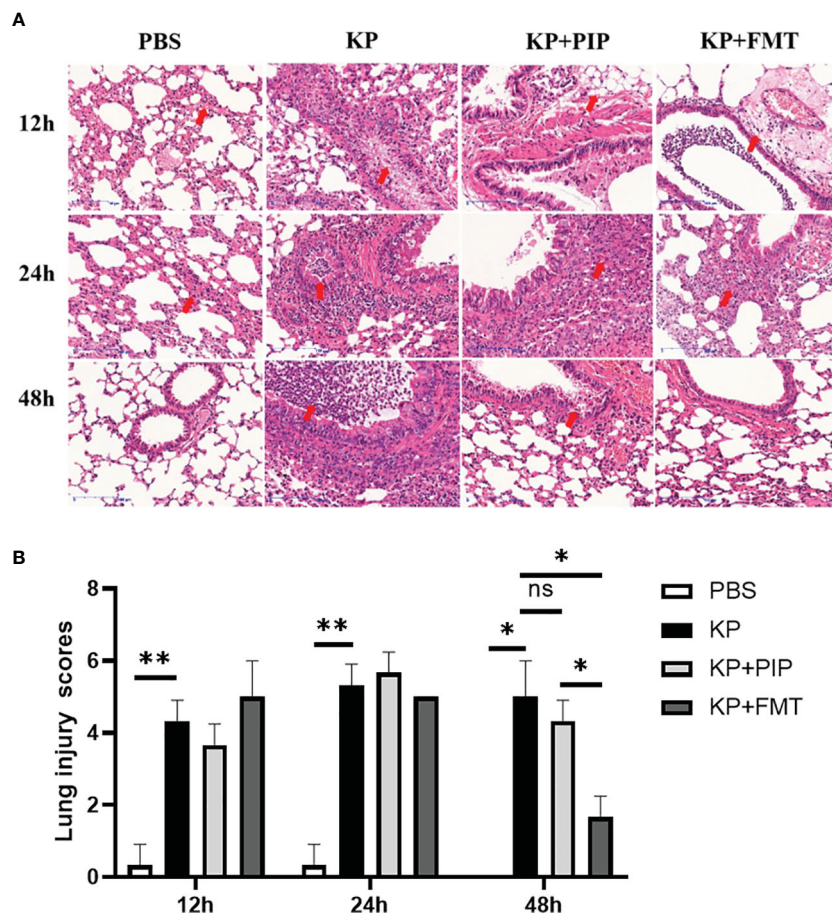 A
PBS KP KP+PIP KP+FMT
12h
24h
48h
B
Lung injury scores
8
6
4
2
0
** ** * ns * *
12h 24h 48h
PBS
KP
KP+PIP
KP+FMT